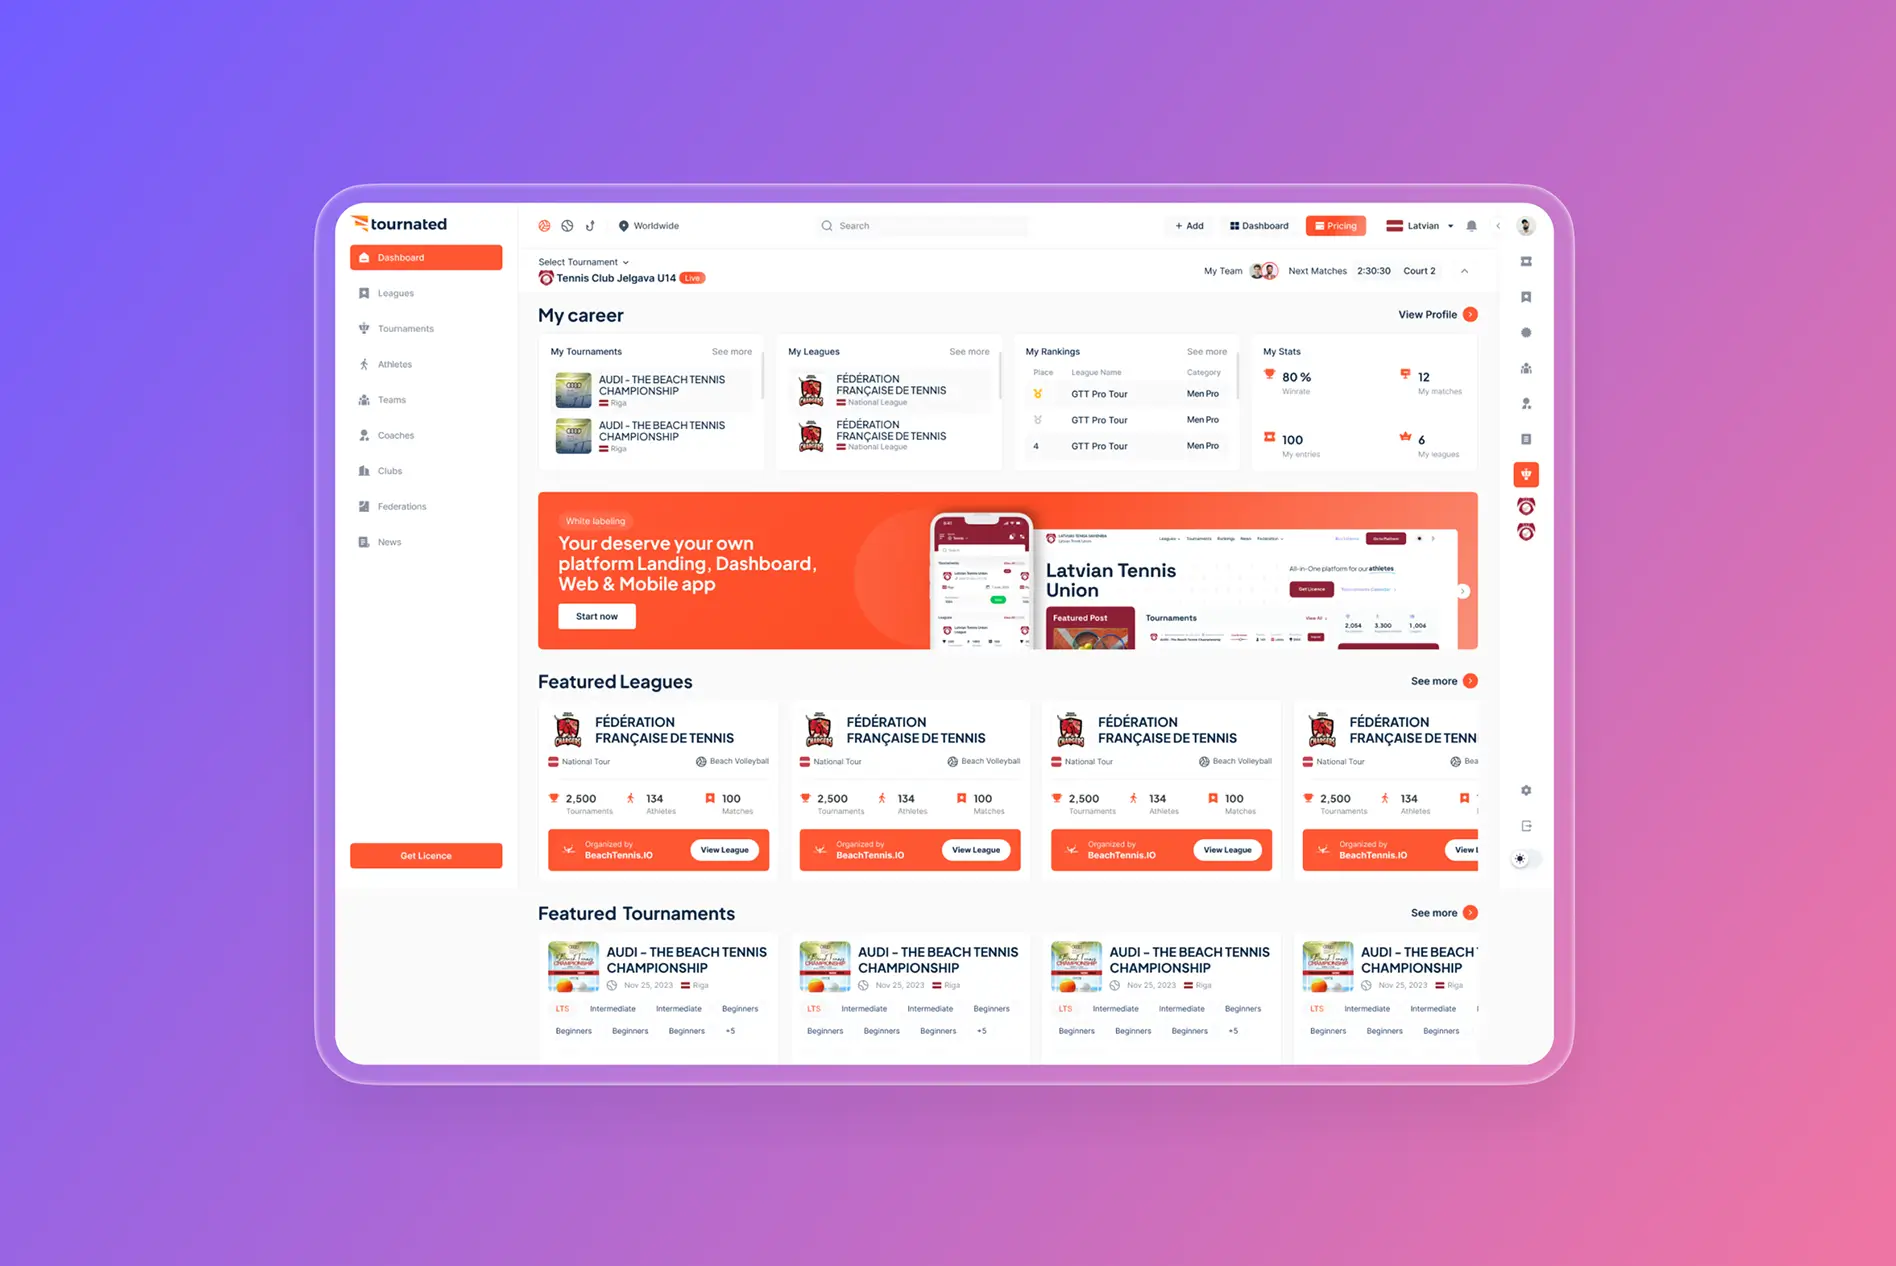 tournated
Dashboard
Leagues
Tournaments
Athletes
Teams
Coaches
Clubs
Federations
News
Get Licence
Worldwide
Search
+ Add
Dashboard
Pricing
Latvian
Select Tournament
Tennis Club Jelgava U14 Live
My Team
Next Matches 2:30:30 Court 2
My career
View Profile
My Tournaments See more
AUDI - THE BEACH TENNIS
CHAMPIONSHIP
Riga
AUDI - THE BEACH TENNIS
CHAMPIONSHIP
Riga
My Leagues See more
FÉDÉRATION
FRANÇAISE DE TENNIS
National League
FÉDÉRATION
FRANÇAISE DE TENNIS
National League
My Rankings See more
Place League Name Category
GTT Pro Tour Men Pro
GTT Pro Tour Men Pro
4 GTT Pro Tour Men Pro
My Stats
80 %
Winrate
12
My matches
100
My entries
6
My leagues
White labeling
Your deserve your own
platform Landing, Dashboard,
Web & Mobile app
Start now
Latvian Tennis
Union
All-in-One platform for our athletes
Get Licence
Featured Post
Tournaments
View All
2,054
3,300
1,004
Featured Leagues
See more
FÉDÉRATION
FRANÇAISE DE TENNIS
National Tour Beach Volleyball
2,500 134 100
Tournaments Athletes Matches
Organized by
BeachTennis.IO
View League
FÉDÉRATION
FRANÇAISE DE TENNIS
National Tour Beach Volleyball
2,500 134 100
Tournaments Athletes Matches
Organized by
BeachTennis.IO
View League
FÉDÉRATION
FRANÇAISE DE TENNIS
National Tour Beach Volleyball
2,500 134 100
Tournaments Athletes Matches
Organized by
BeachTennis.IO
View League
FÉDÉRATION
FRANÇAISE DE TENN
National Tour Bea
2,500 134 1
Tournaments Athletes
Organized by
BeachTennis.IO
View L
Featured Tournaments
See more
AUDI - THE BEACH TENNIS
CHAMPIONSHIP
Nov 25, 2023 Riga
LTS Intermediate Intermediate Beginners
Beginners Beginners Beginners +5
AUDI - THE BEACH TENNIS
CHAMPIONSHIP
Nov 25, 2023 Riga
LTS Intermediate Intermediate Beginners
Beginners Beginners Beginners +5
AUDI - THE BEACH TENNIS
CHAMPIONSHIP
Nov 25, 2023 Riga
LTS Intermediate Intermediate Beginners
Beginners Beginners Beginners +5
AUDI - THE BEACH T
CHAMPIONSHIP
Nov 25, 2023 Riga
LTS Intermediate Intermediate
Beginners Beginners Beginners